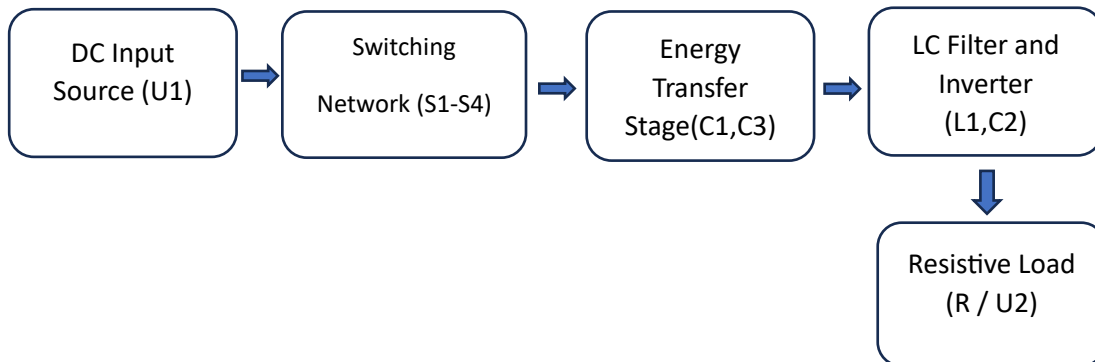 DC Input
Source (U1)
Switching
Network (S1-S4)
Energy
Transfer
Stage(C1,C3)
LC Filter and
Inverter
(L1,C2)
Resistive Load
(R / U2)